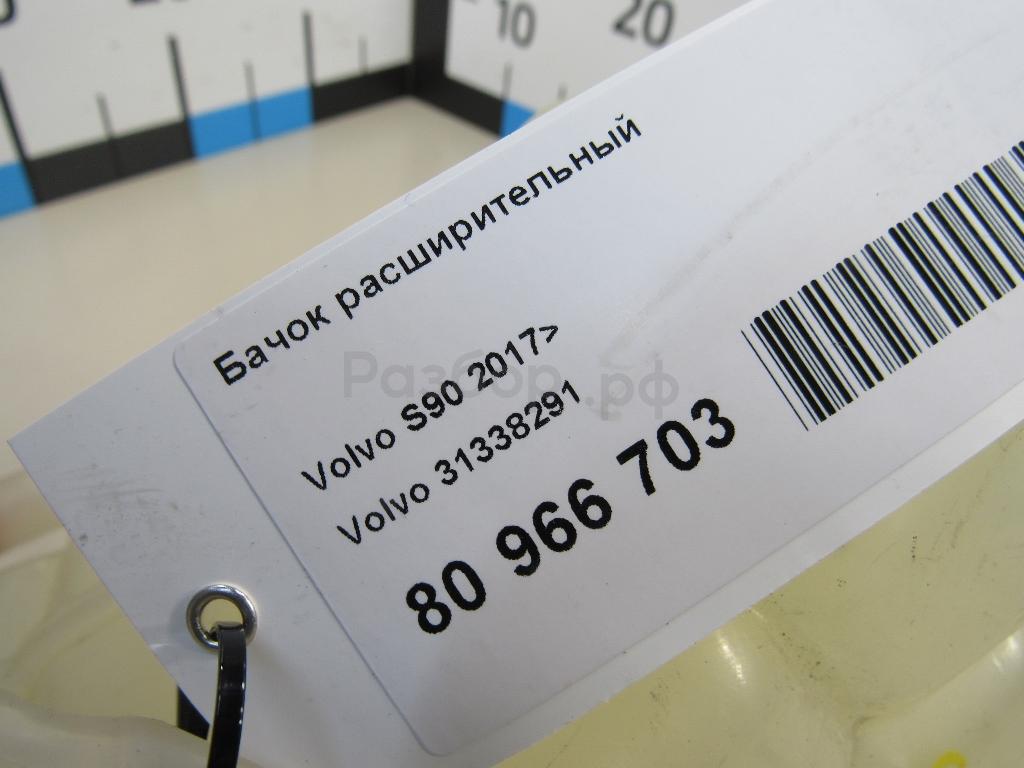 10 20
Бачок расширительный
Volvo S90 2017>
Volvo 31338291
80 966 703
Разбор.рф